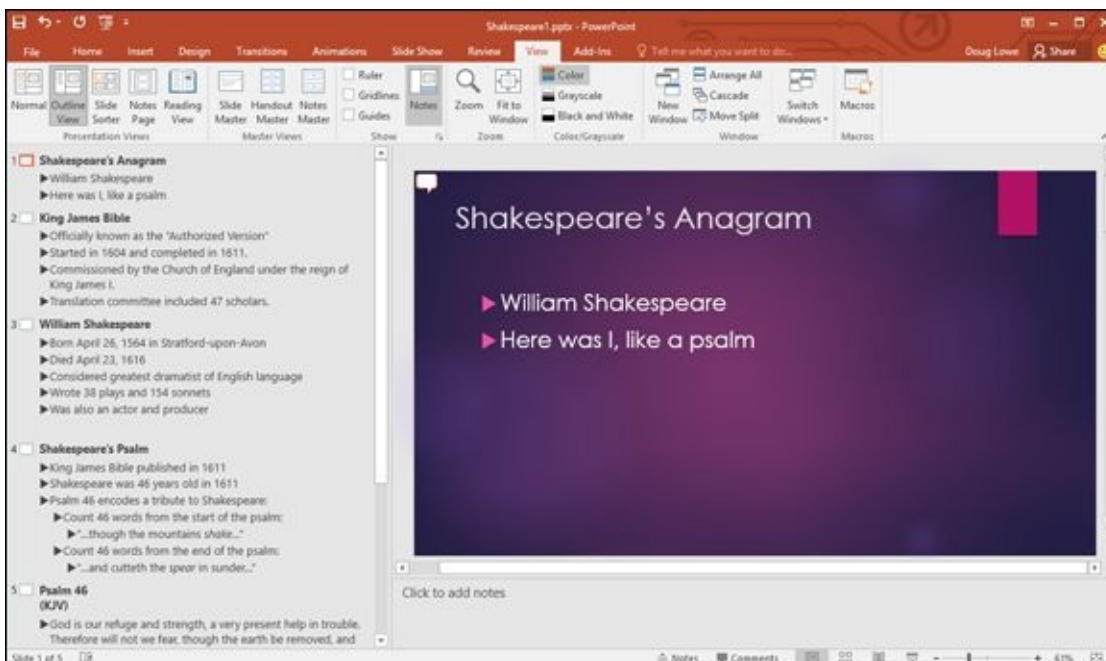 Shakespeare1.pptx - PowerPoint
File Home Insert Design Transitions Animations Slide Show Review View Add-Ins Tell me what you want to do... Doug Lowe Share
Normal Outline View Slide Sorter Notes Page Reading View
Presentation Views
Slide Master Handout Master Notes Master
Master Views
Ruler
Gridlines
Guides
Show
Notes
Zoom Fit to Window
Zoom
Color
Grayscale
Black and White
Color/Grayscale
New Window
Arrange All
Cascade
Move Split
Switch Windows
Window
Macros
Macros
1 Shakespeare's Anagram
William Shakespeare
Here was I, like a psalm
2 King James Bible
Officially known as the "Authorized Version"
Started in 1604 and completed in 1611.
Commissioned by the Church of England under the reign of
King James I.
Translation committee included 47 scholars.
3 William Shakespeare
Born April 26, 1564 in Stratford-upon-Avon
Died April 23, 1616
Considered greatest dramatist of English language
Wrote 38 plays and 154 sonnets
Was also an actor and producer
4 Shakespeare's Psalm
King James Bible published in 1611
Shakespeare was 46 years old in 1611
Psalm 46 encodes a tribute to Shakespeare:
Count 46 words from the start of the psalm:
"...though the mountains shake..."
Count 46 words from the end of the psalm:
"...and cutteth the spear in sunder..."
5 Psalm 46
(KJV)
God is our refuge and strength, a very present help in trouble.
Therefore will not we fear, though the earth be removed, and
Shakespeare's Anagram
William Shakespeare
Here was I, like a psalm
Click to add notes
Slide 1 of 5 Notes Comments 61%